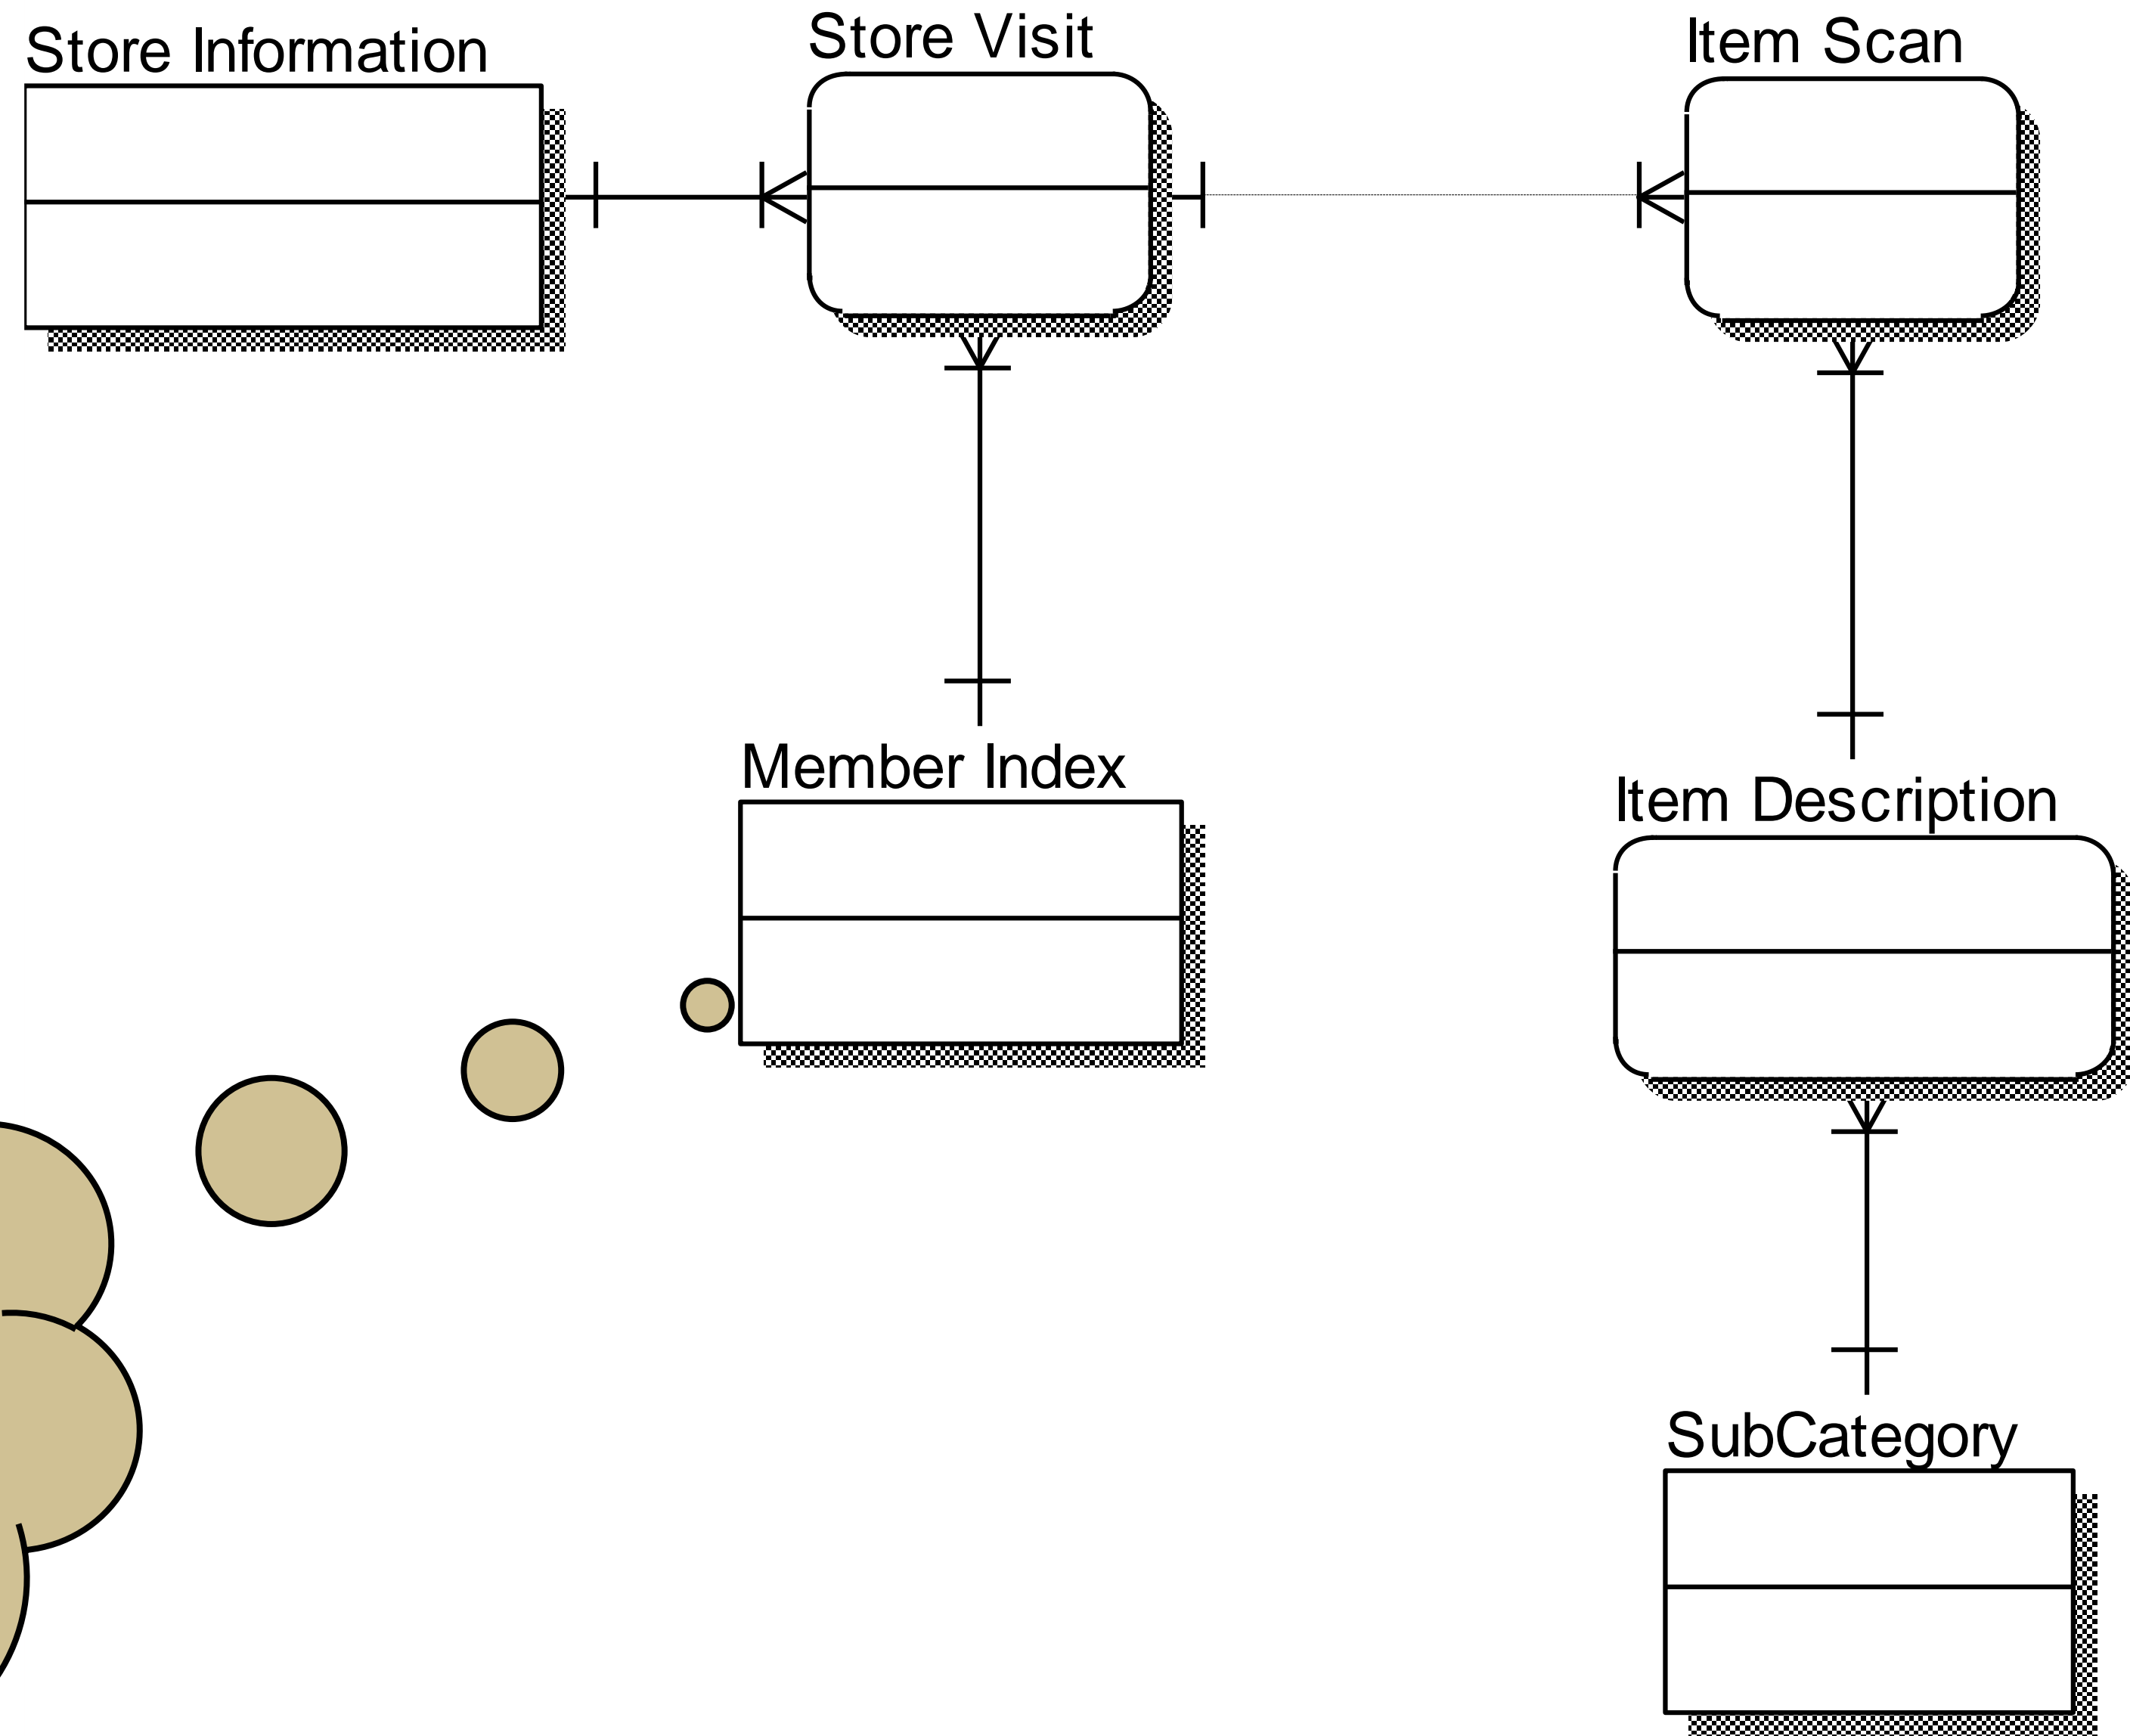 Store Information
Store Visit
Item Scan
Member Index
Item Description
SubCategory